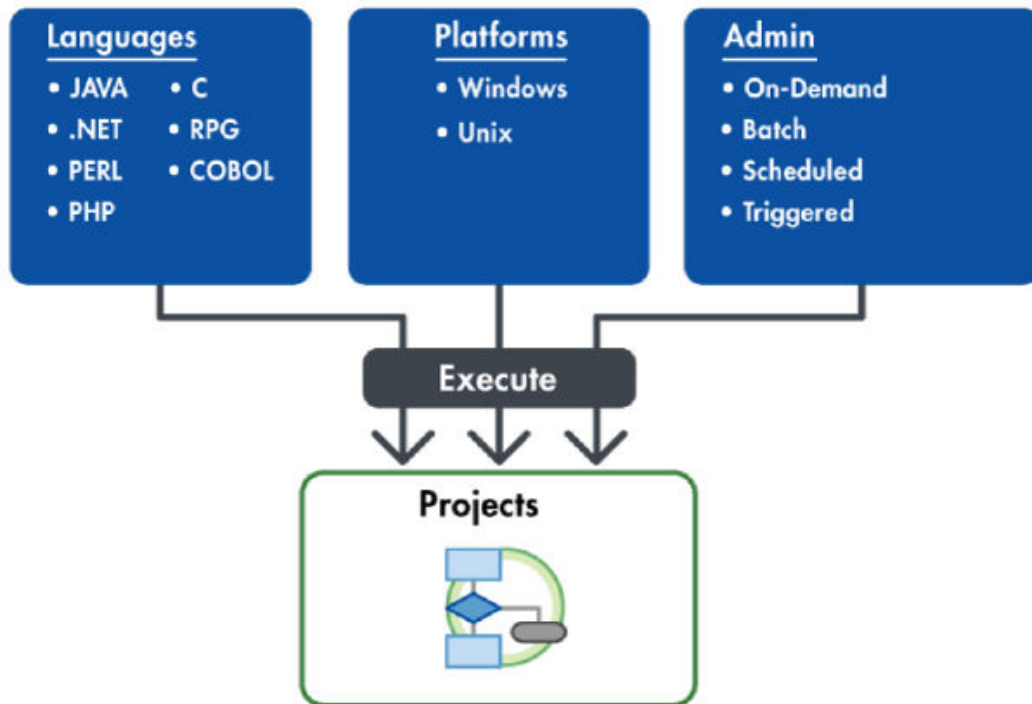 Languages
• JAVA
• .NET
• PERL
• PHP
• C
• RPG
• COBOL
Platforms
• Windows
• Unix
Admin
• On-Demand
• Batch
• Scheduled
• Triggered
Execute
Projects